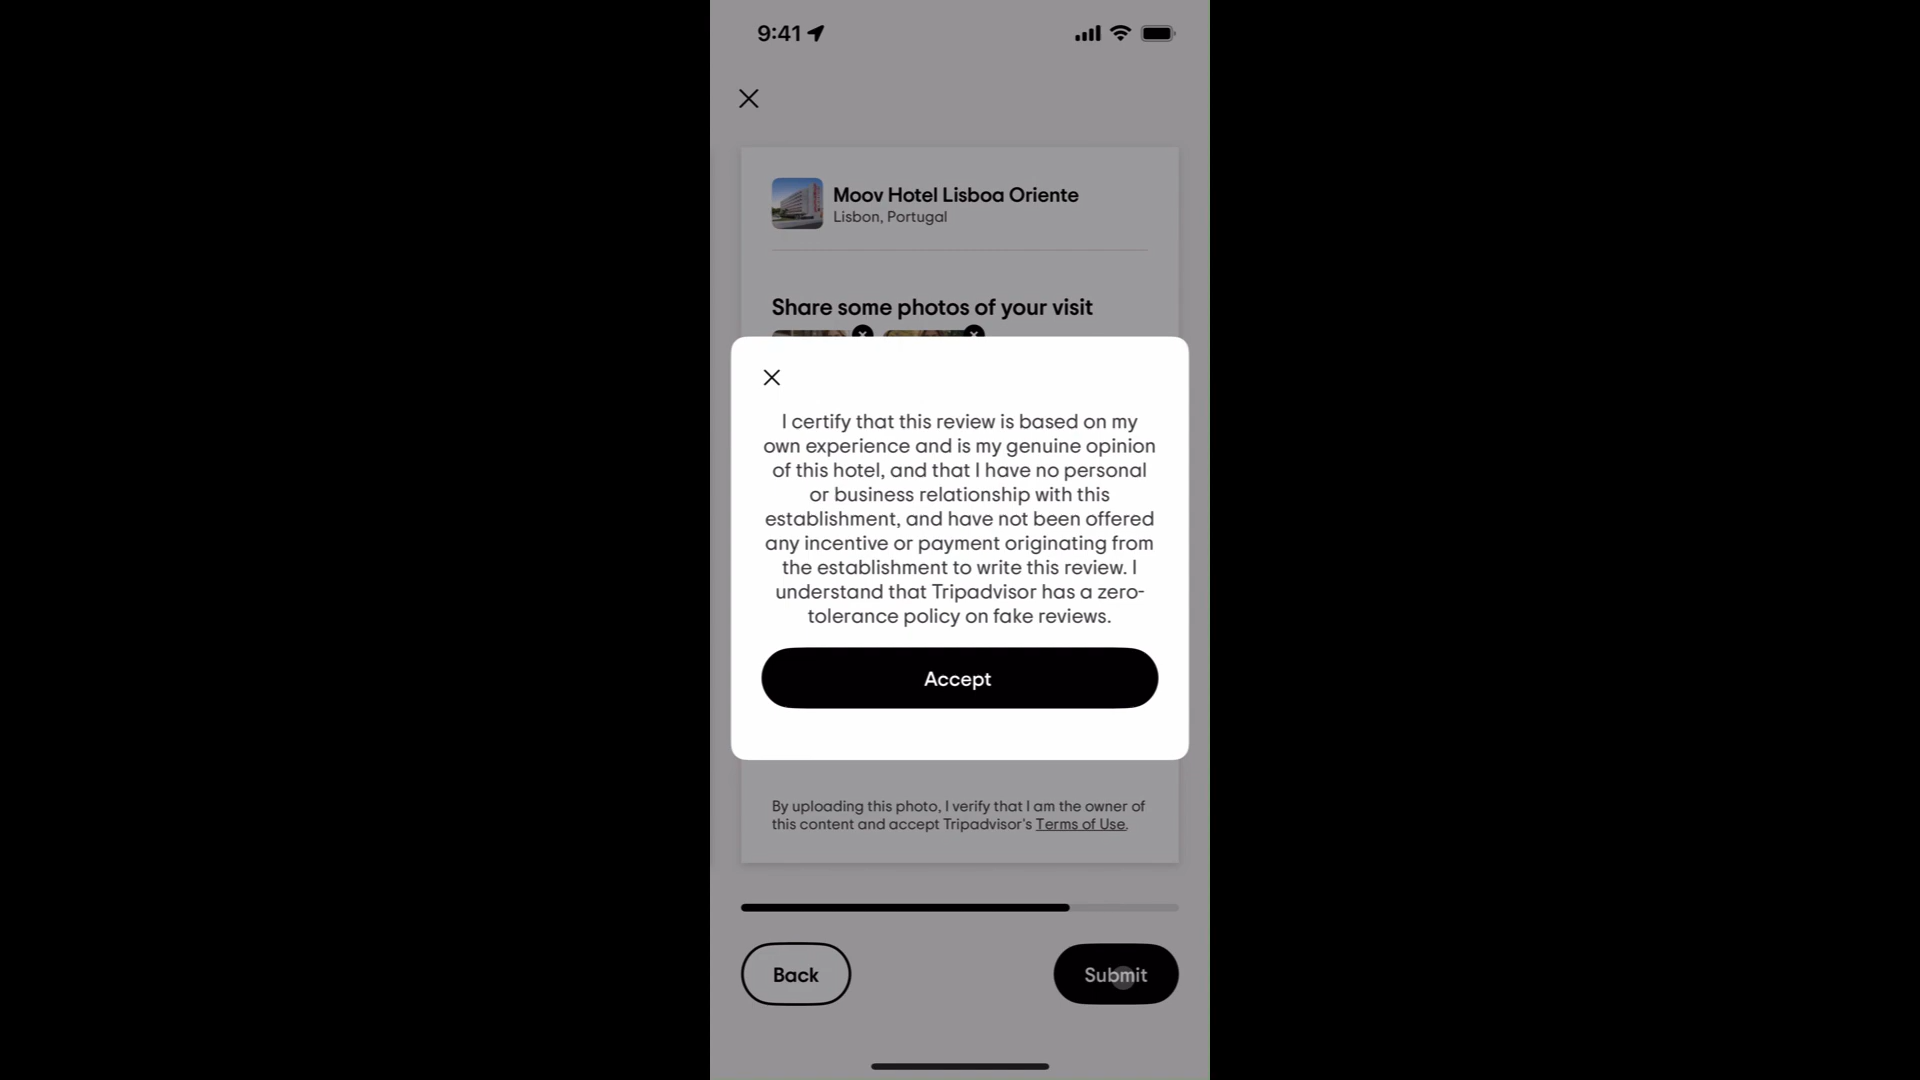 9:41
Moov Hotel Lisboa Oriente
Lisbon, Portugal
Share some photos of your visit
I certify that this review is based on my
own experience and is my genuine opinion
of this hotel, and that I have no personal
or business relationship with this
establishment, and have not been offered
any incentive or payment originating from
the establishment to write this review. I
understand that Tripadvisor has a zero-
tolerance policy on fake reviews.
Accept
By uploading this photo, I verify that I am the owner of
this content and accept Tripadvisor's Terms of Use.
Back
Submit